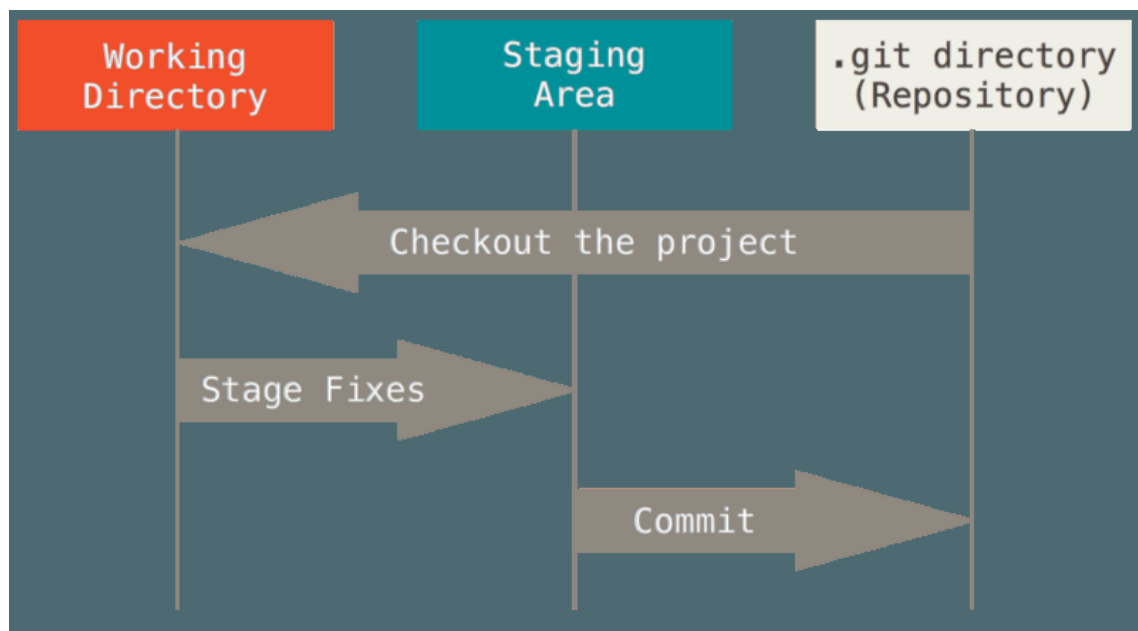 Working
Directory
Staging
Area
.git directory
(Repository)
Checkout the project
Stage Fixes
Commit